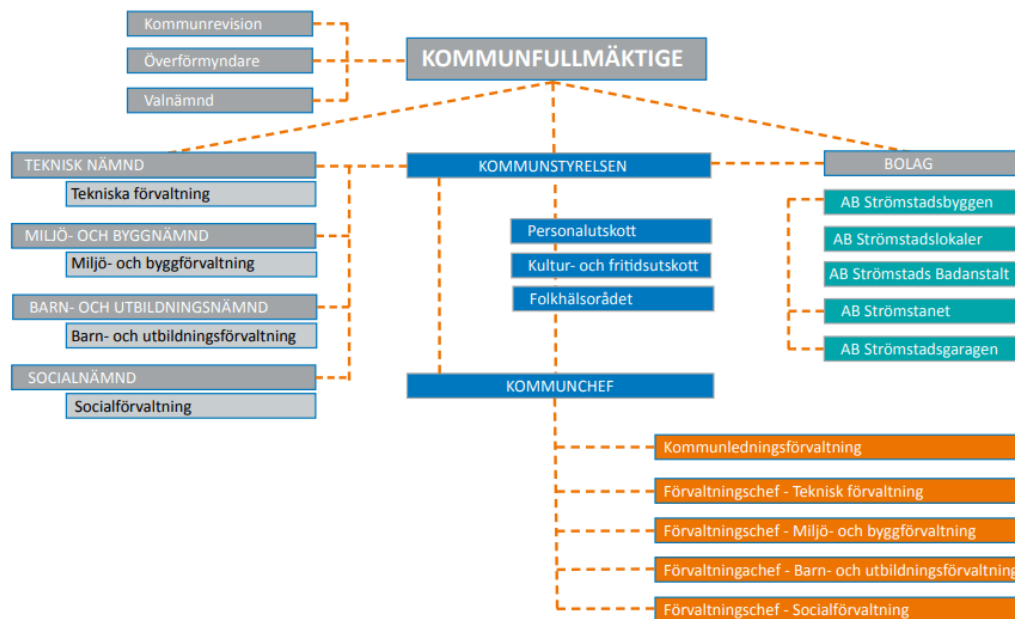 Kommunrevision
Överförmyndare
Valnämnd
KOMMUNFULLMÄKTIGE
TEKNISK NÄMND
Tekniska förvaltning
MILJÖ- OCH BYGGNÄMND
Miljö- och byggförvaltning
BARN- OCH UTBILDNINGSNÄMND
Barn- och utbildningsförvaltning
SOCIALNÄMND
Socialförvaltning
KOMMUNSTYRELSEN
Personalutskott
Kultur- och fritidsutskott
Folkhälsorådet
KOMMUNCHEF
BOLAG
AB Strömstadsbyggen
AB Strömstadslokaler
AB Strömstads Badanstalt
AB Strömstanet
AB Strömstadsgaragen
Kommunledningsförvaltning
Förvaltningschef - Teknisk förvaltning
Förvaltningschef - Miljö- och byggförvaltning
Förvaltningachef - Barn- och utbildningsförvaltning
Förvaltningschef - Socialförvaltning